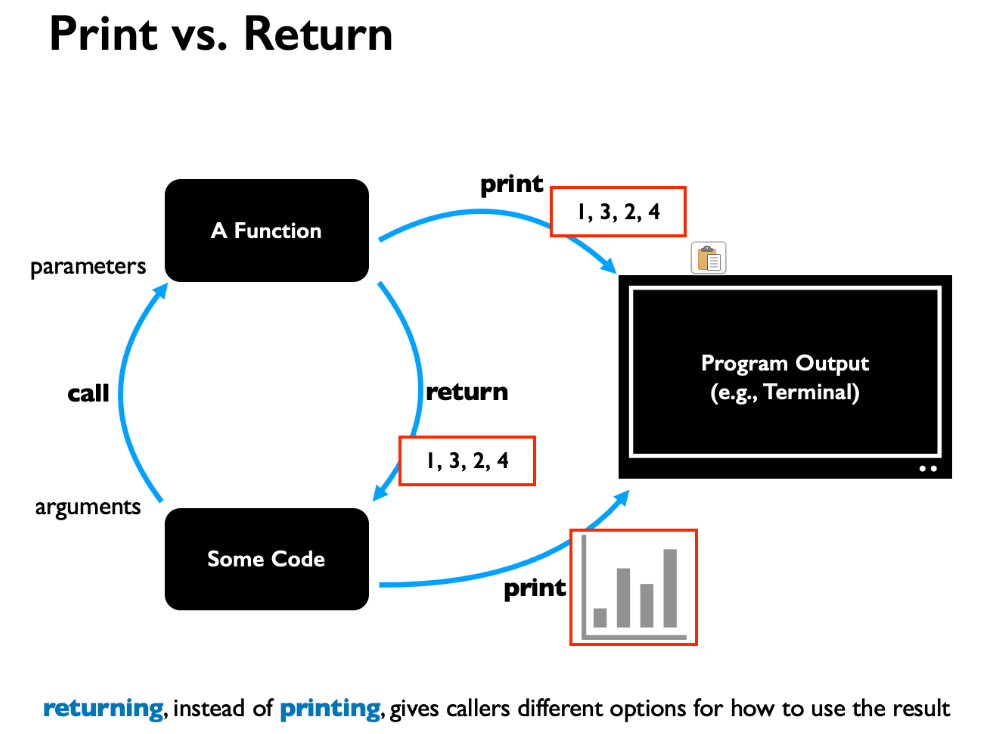 Print vs. Return
print
1, 3, 2, 4
A Function
parameters
Program Output
(e.g., Terminal)
call
return
1, 3, 2, 4
arguments
Some Code
print
returning, instead of printing, gives callers different options for how to use the result